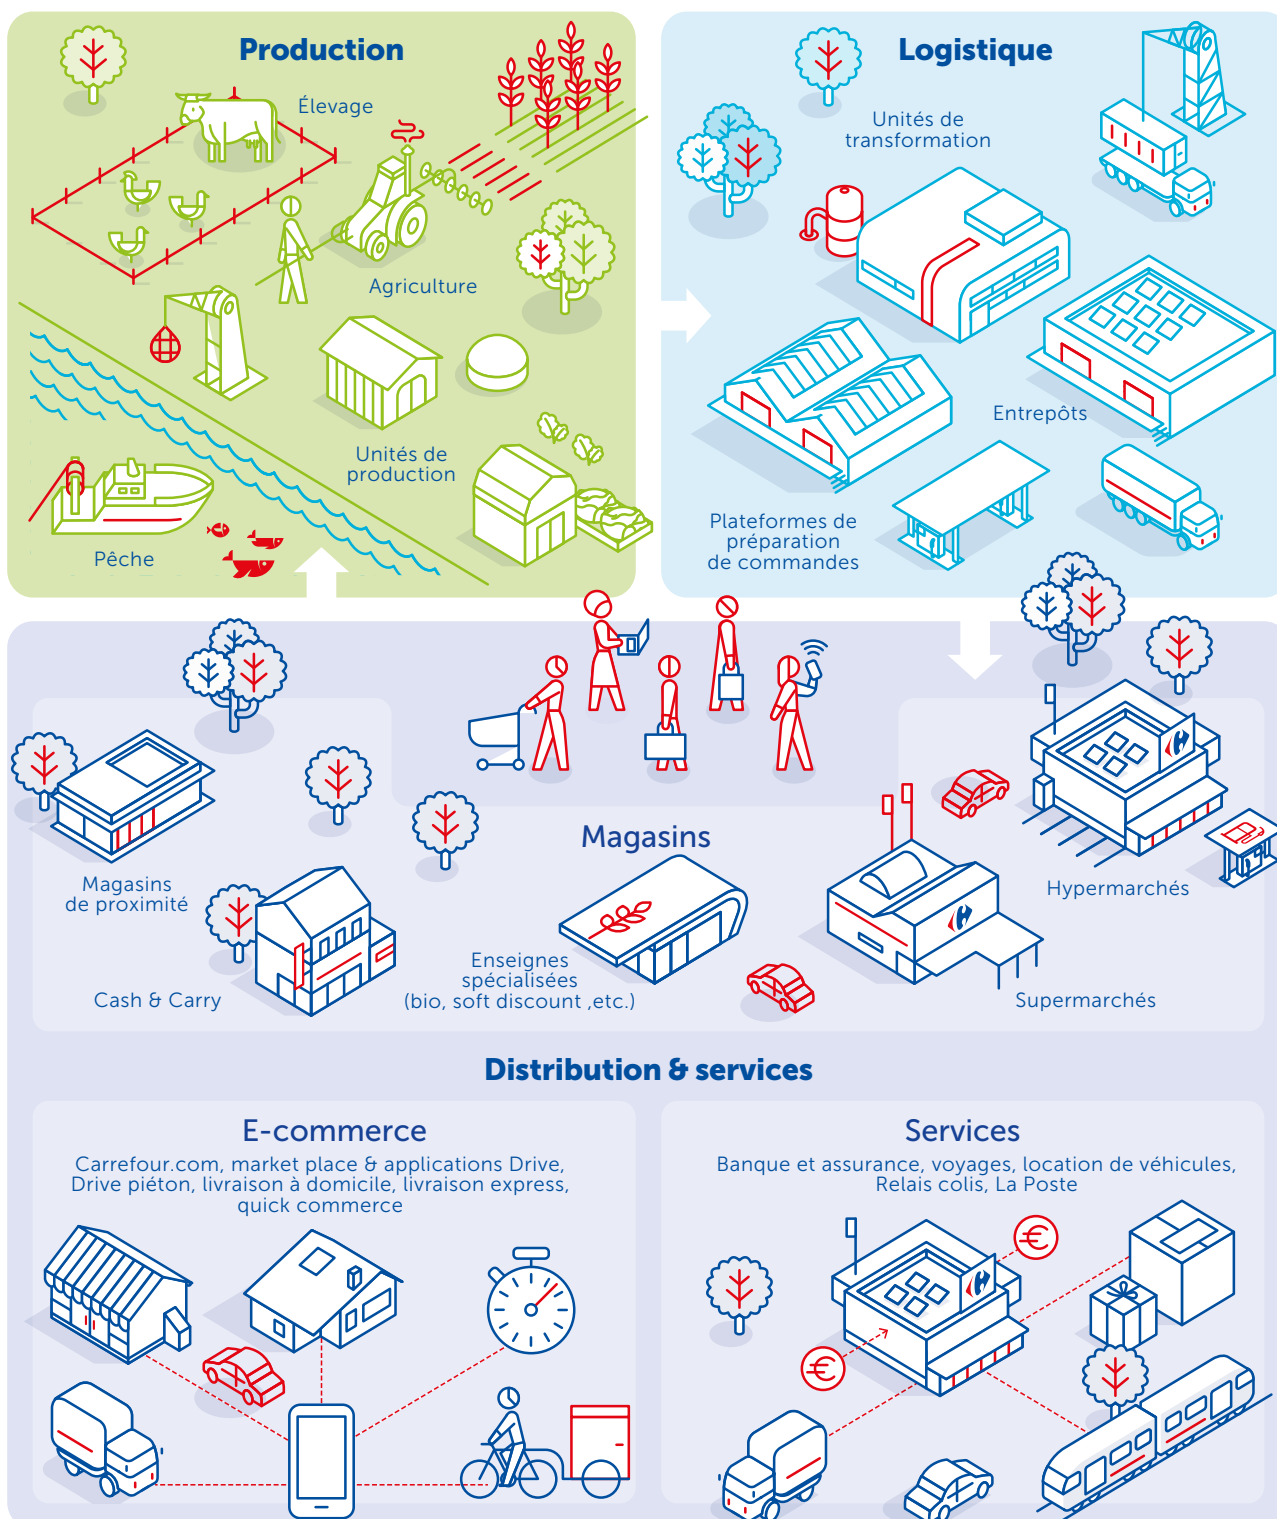 Production
Élevage
Agriculture
Unités de
production
Pêche
Logistique
Unités de
transformation
Entrepôts
Plateformes de
préparation
de commandes
Magasins
Magasins
de proximité
Cash & Carry
Enseignes
spécialisées
(bio, soft discount ,etc.)
Hypermarchés
Supermarchés
Distribution & services
E-commerce
Carrefour.com, market place & applications Drive,
Drive piéton, livraison à domicile, livraison express,
quick commerce
Services
Banque et assurance, voyages, location de véhicules,
Relais colis, La Poste
€
€